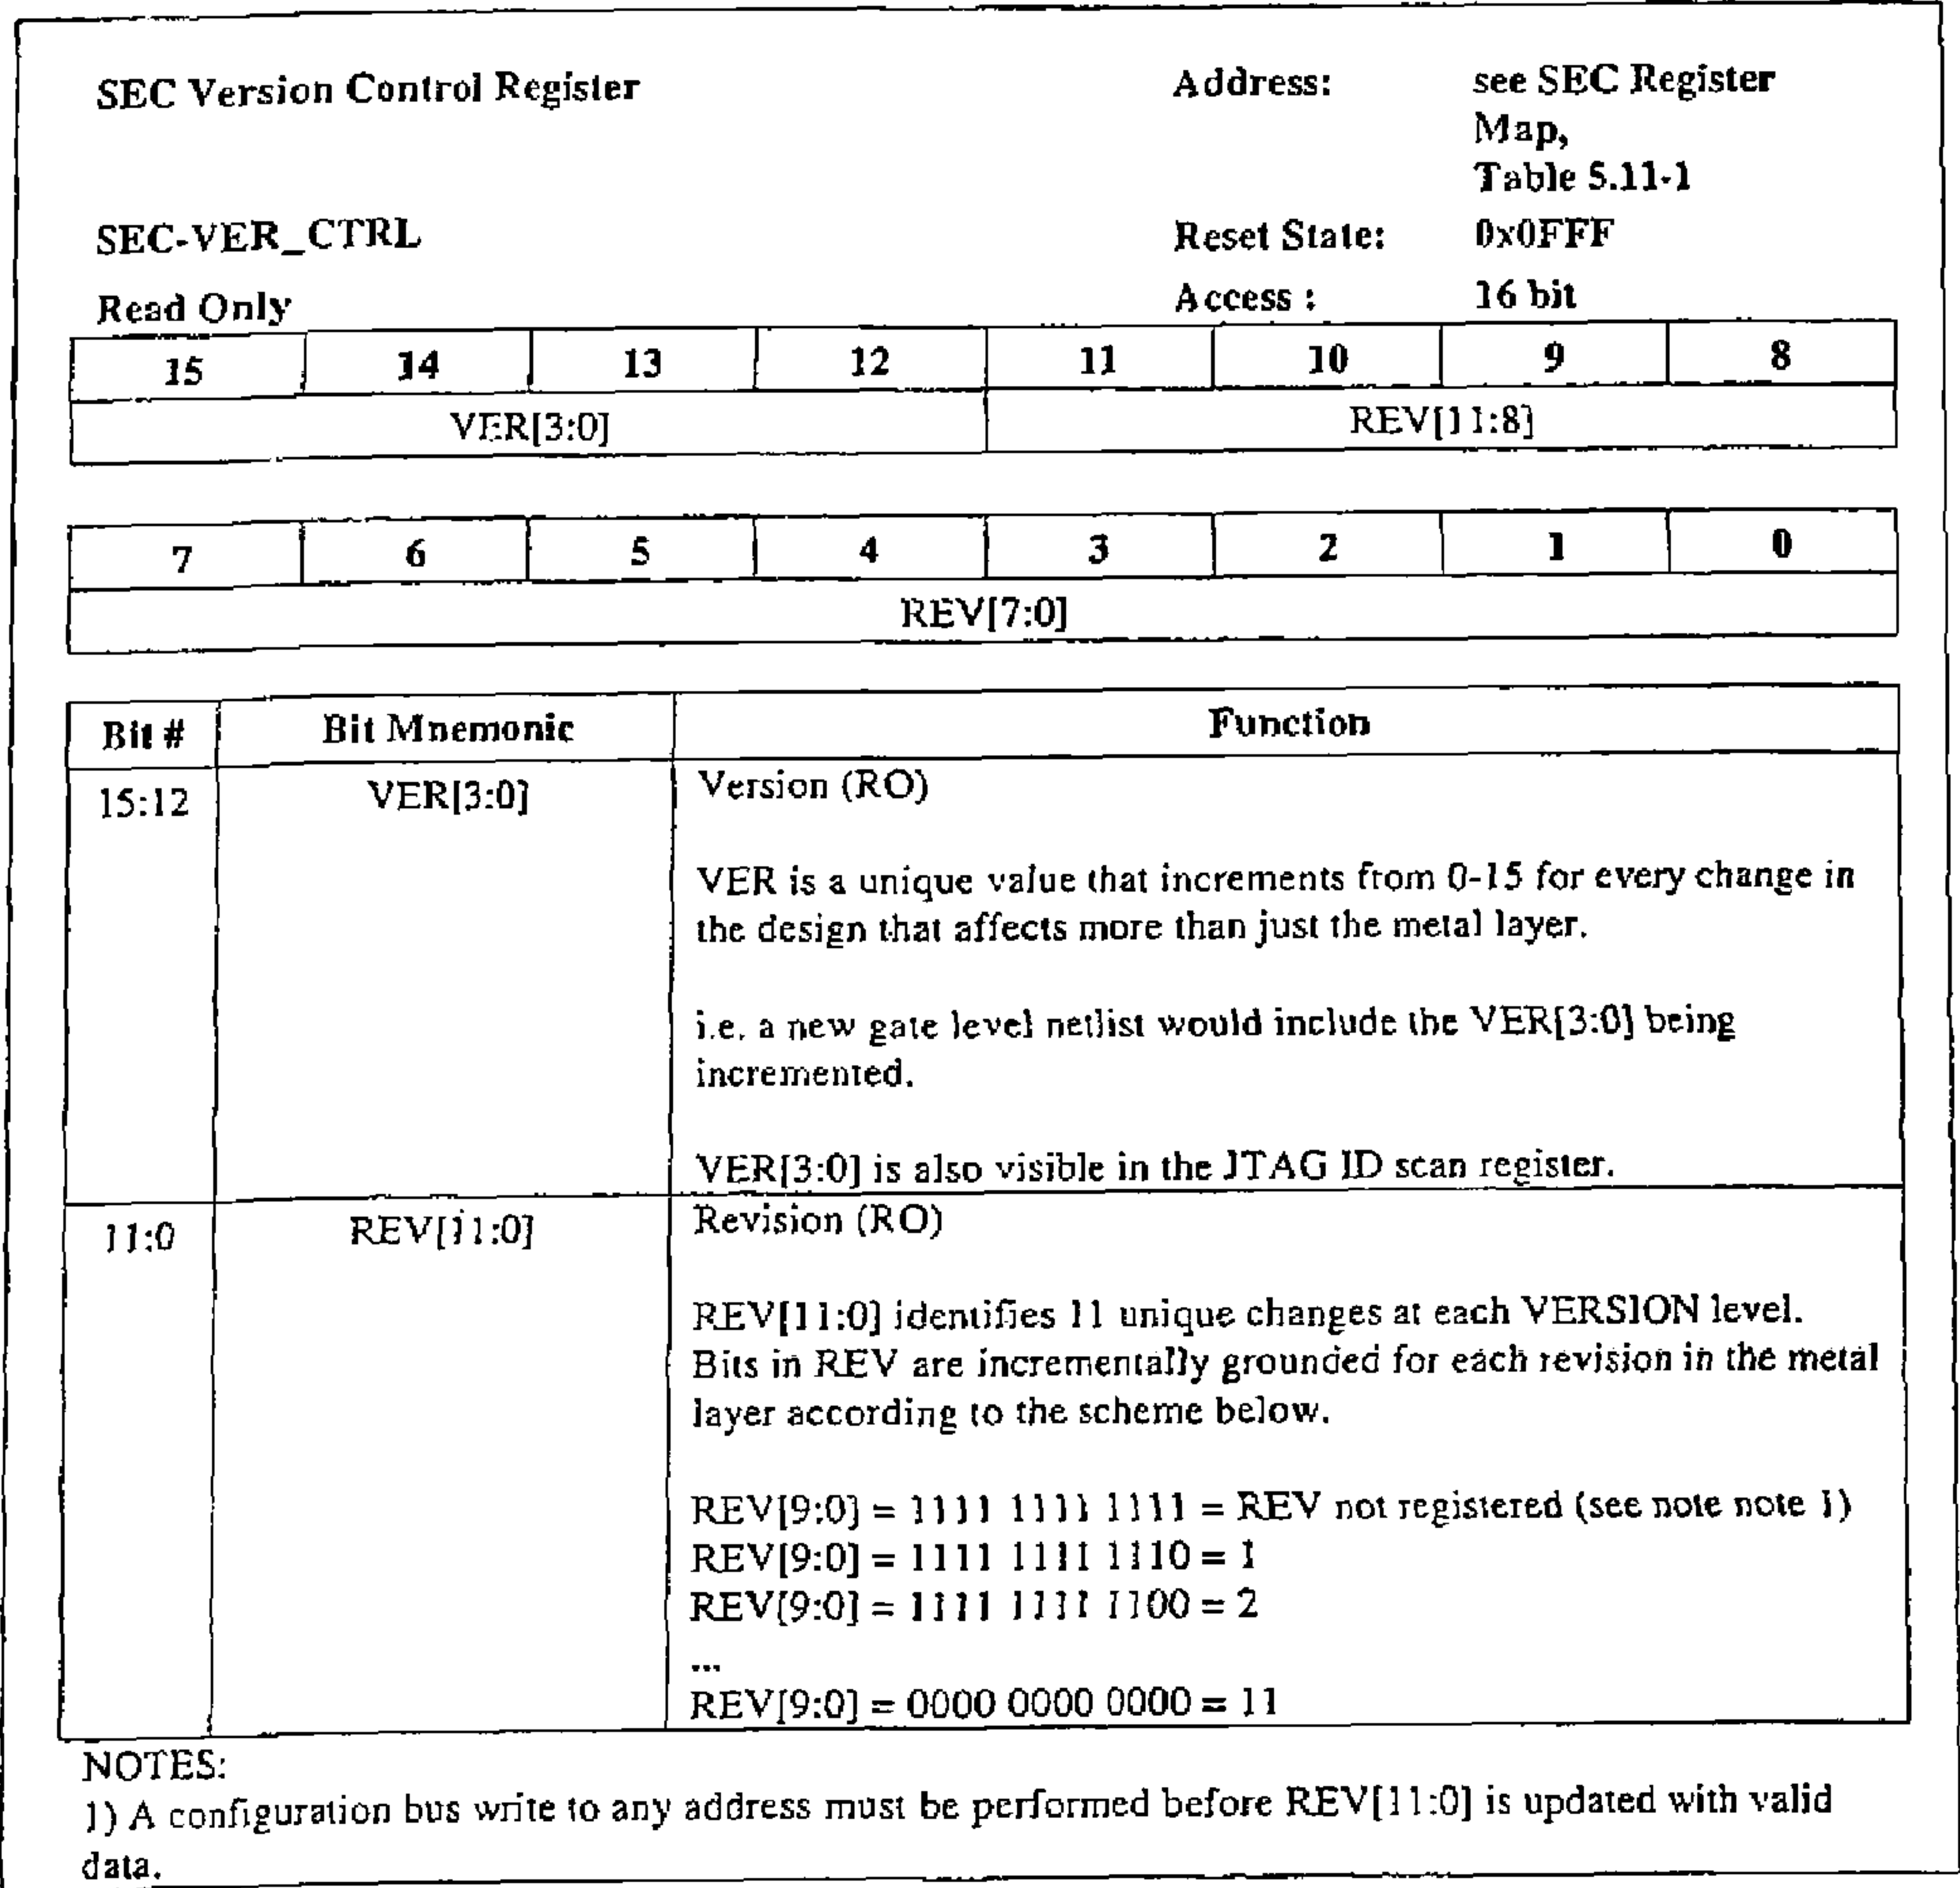 SEC Version Control Register Address: see SEC Register
Map,
Table 5.11-1
SEC-VER_CTRL Reset State: 0x0FFF
Read Only Access : 16 bit
15 14 13 12 11 10 9 8
VER[3:0] REV[11:8]
7 6 5 4 3 2 1 0
REV[7:0]
Bit # Bit Mnemonic Function
15:12 VER[3:0] Version (RO)
VER is a unique value that increments from 0-15 for every change in
the design that affects more than just the metal layer.
i.e. a new gate level netlist would include the VER[3:0] being
incremented.
VER[3:0] is also visible in the JTAG ID scan register.
11:0 REV[11:0] Revision (RO)
REV[11:0] identifies 11 unique changes at each VERSION level.
Bits in REV are incrementally grounded for each revision in the metal
layer according to the scheme below.
REV[9:0] = 1111 1111 1111 = REV not registered (see note note 1)
REV[9:0] = 1111 1111 1110 = 1
REV[9:0] = 1111 1111 1100 = 2
...
REV[9:0] = 0000 0000 0000 = 11
NOTES:
1) A configuration bus write to any address must be performed before REV[11:0] is updated with valid
data.